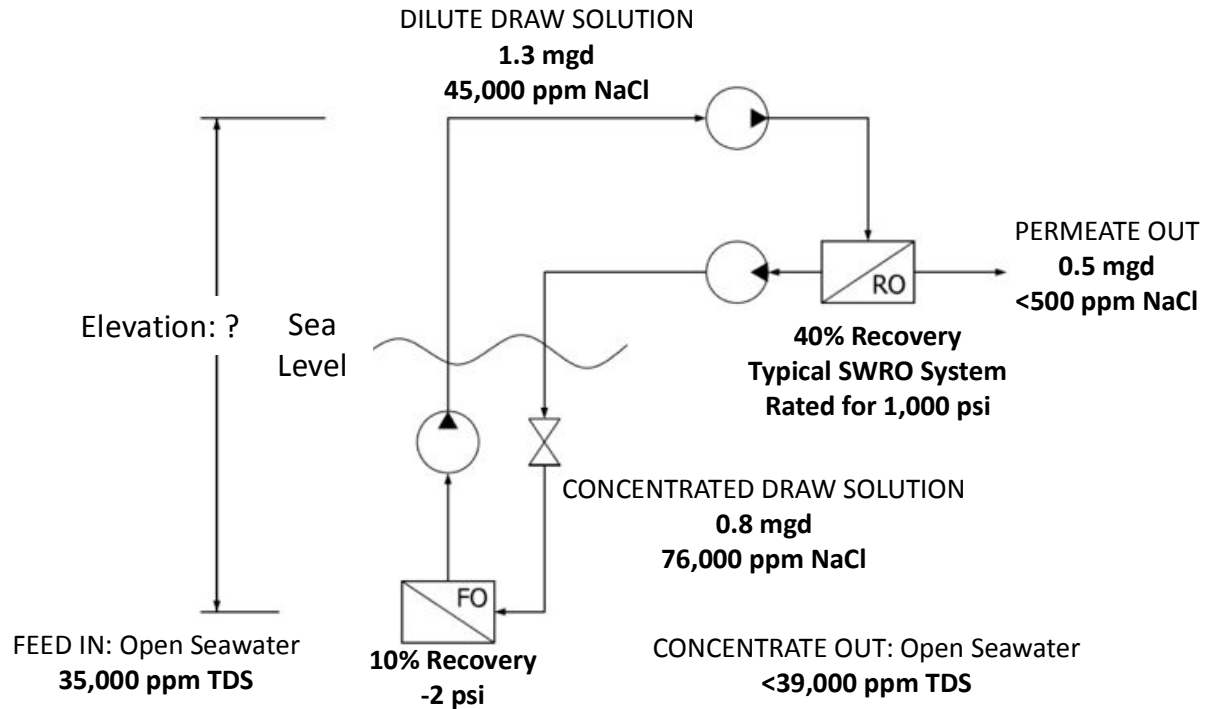 DILUTE DRAW SOLUTION
1.3 mgd
45,000 ppm NaCl
PERMEATE OUT
0.5 mgd
<500 ppm NaCl
RO
Elevation: ?
Sea
Level
40% Recovery
Typical SWRO System
Rated for 1,000 psi
CONCENTRATED DRAW SOLUTION
0.8 mgd
76,000 ppm NaCl
FO
FEED IN: Open Seawater
35,000 ppm TDS
10% Recovery
-2 psi
CONCENTRATE OUT: Open Seawater
<39,000 ppm TDS